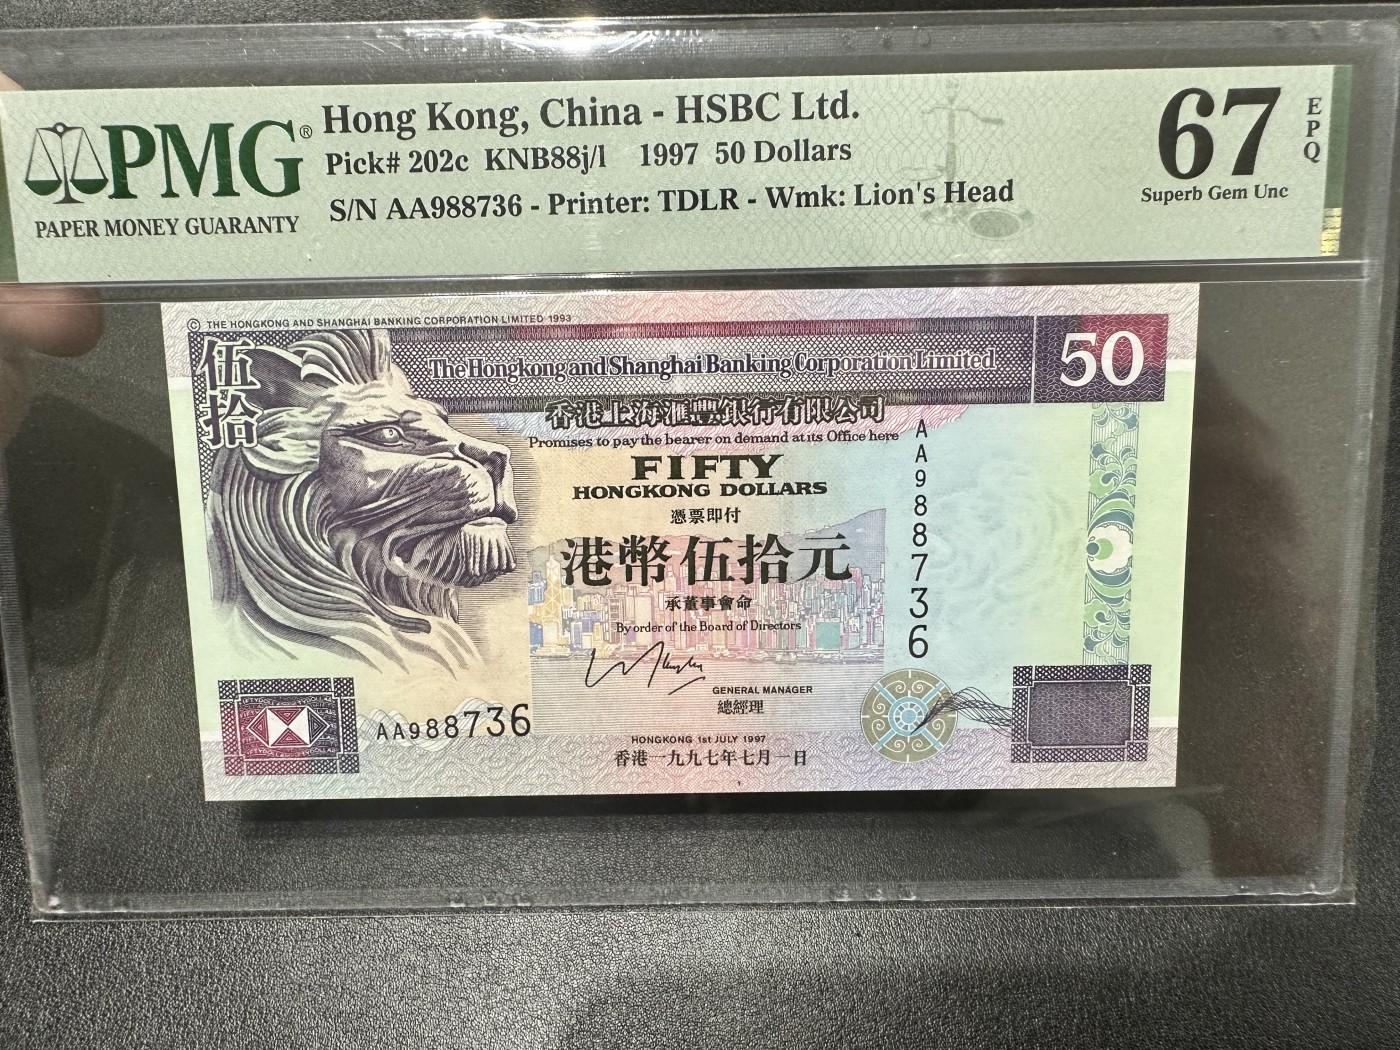 PMG®
PAPER MONEY GUARANTY
Hong Kong, China - HSBC Ltd.
Pick# 202c KNB88j/l 1997 50 Dollars
S/N AA988736 - Printer: TDLR - Wmk: Lion's Head
67
EPQ
Superb Gem Unc
© THE HONGKONG AND SHANGHAI BANKING CORPORATION LIMITED 1993
伍拾
The Hongkong and Shanghai Banking Corporation Limited
50
香港上海滙豐銀行有限公司
Promises to pay the bearer on demand at its Office here
FIFTY
HONGKONG DOLLARS
憑票即付
港幣伍拾元
承董事會命
By order of the Board of Directors
GENERAL MANAGER
總經理
AA988736
AA988736
HONGKONG 1st JULY 1997
香港一九九七年七月一日